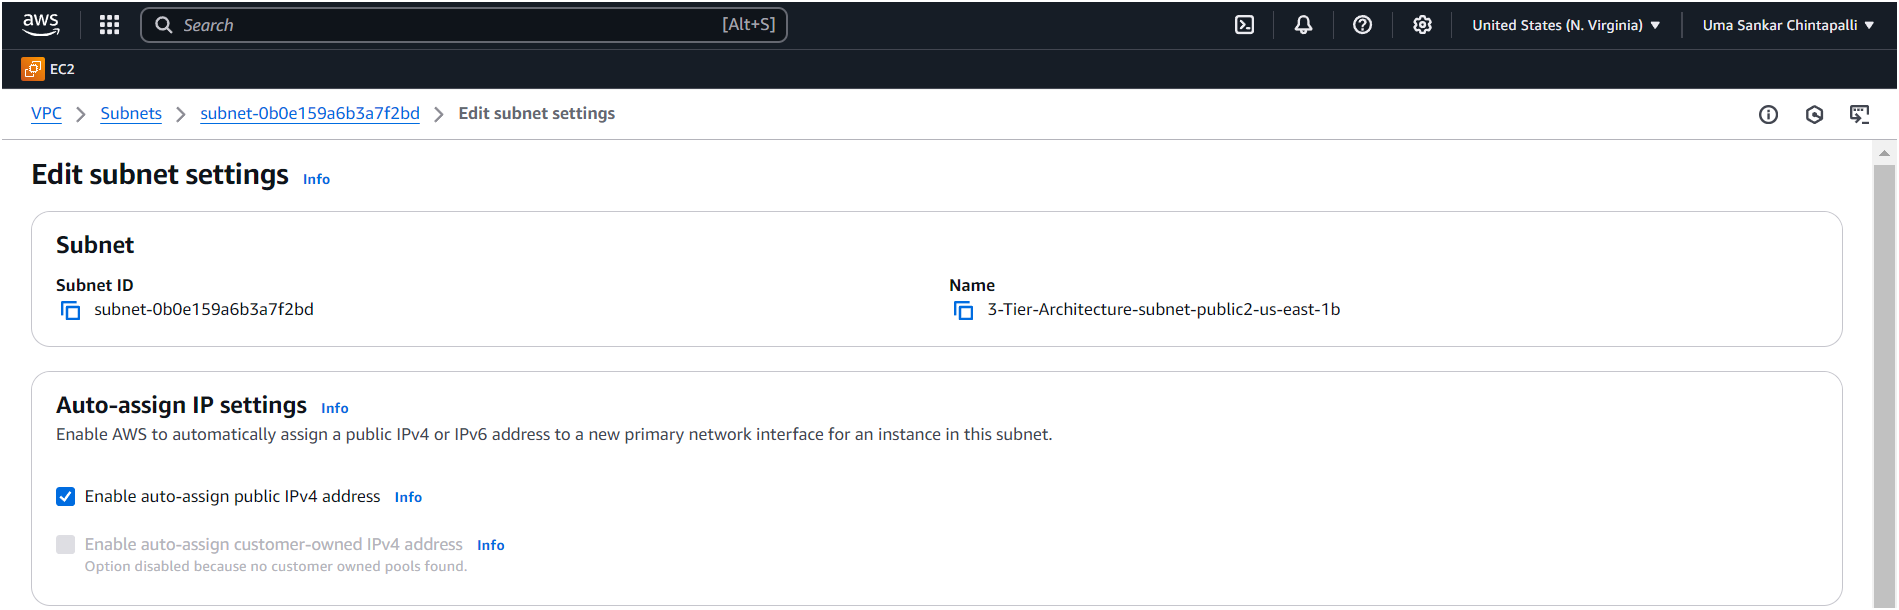 aws Search [Alt+S] United States (N. Virginia) Uma Sankar Chintapalli
EC2
VPC Subnets subnet-0b0e159a6b3a7f2bd Edit subnet settings
Edit subnet settings Info
Subnet
Subnet ID Name
subnet-0b0e159a6b3a7f2bd 3-Tier-Architecture-subnet-public2-us-east-1b
Auto-assign IP settings Info
Enable AWS to automatically assign a public IPv4 or IPv6 address to a new primary network interface for an instance in this subnet.
Enable auto-assign public IPv4 address Info
Enable auto-assign customer-owned IPv4 address Info
Option disabled because no customer owned pools found.